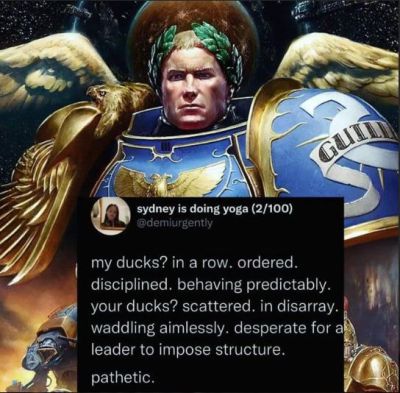 GUILLI
sydney is doing yoga (2/100)
@demiurgently
my ducks? in a row. ordered.
disciplined. behaving predictably.
your ducks? scattered. in disarray.
waddling aimlessly. desperate for a
leader to impose structure.
pathetic.